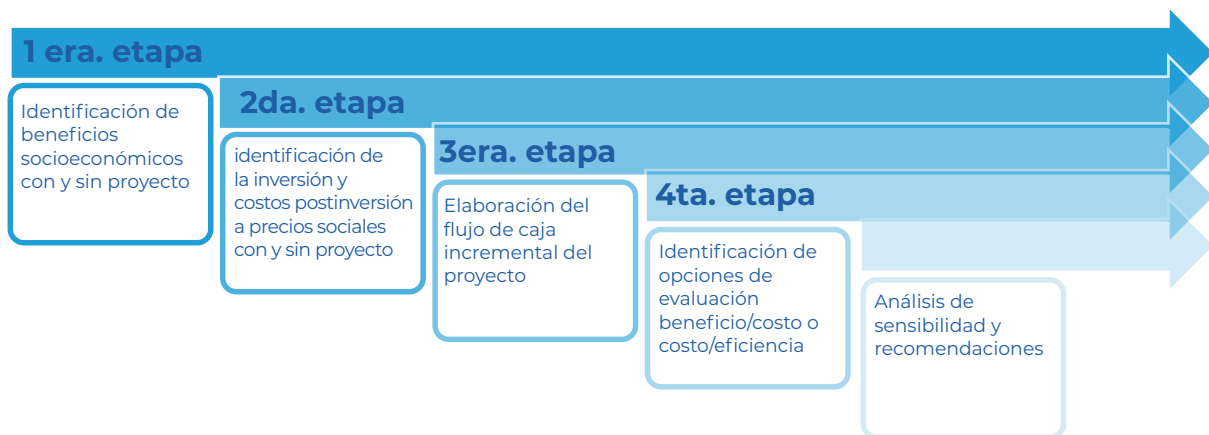 1 era. etapa
Identificación de
beneficios
socioeconómicos
con y sin proyecto
2da. etapa
identificación de
la inversión y
costos postinversión
a precios sociales
con y sin proyecto
3era. etapa
Elaboración del
flujo de caja
incremental del
proyecto
4ta. etapa
Identificación de
opciones de
evaluación
beneficio/costo o
costo/eficiencia
Análisis de
sensibilidad y
recomendaciones